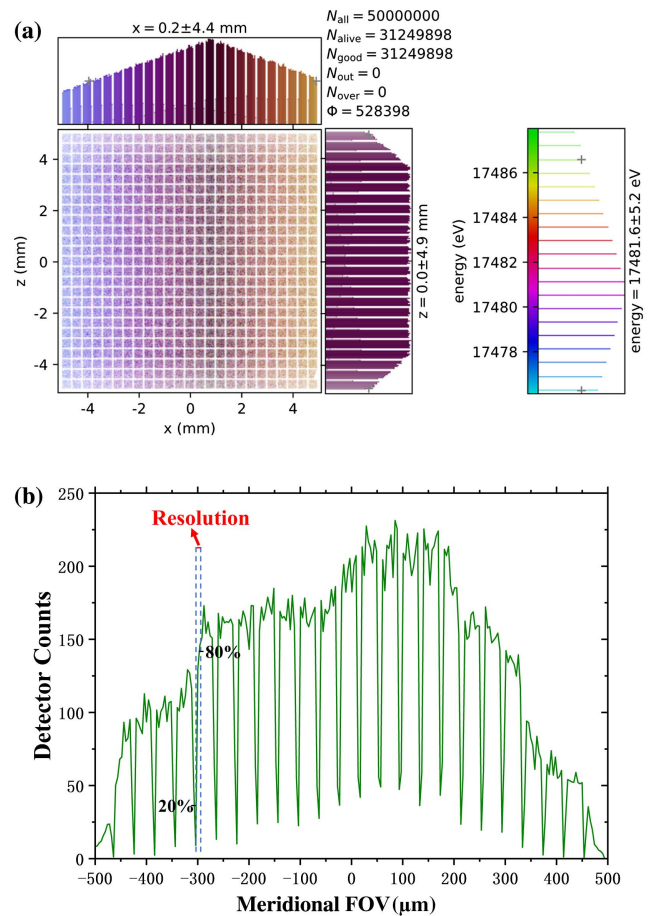 (a)
x = 0.2±4.4 mm
N_all = 50000000
N_alive = 31249898
N_good = 31249898
N_out = 0
N_over = 0
Φ = 528398
z (mm)
4
2
0
-2
-4
-4 -2 0 2 4
x (mm)
z = 0.0±4.9 mm
energy (eV)
17486
17484
17482
17480
17478
energy = 17481.6±5.2 eV
(b)
Detector Counts
250
200
150
100
50
0
Resolution
80%
20%
−500 −400 −300 −200 −100 0 100 200 300 400 500
Meridional FOV(μm)